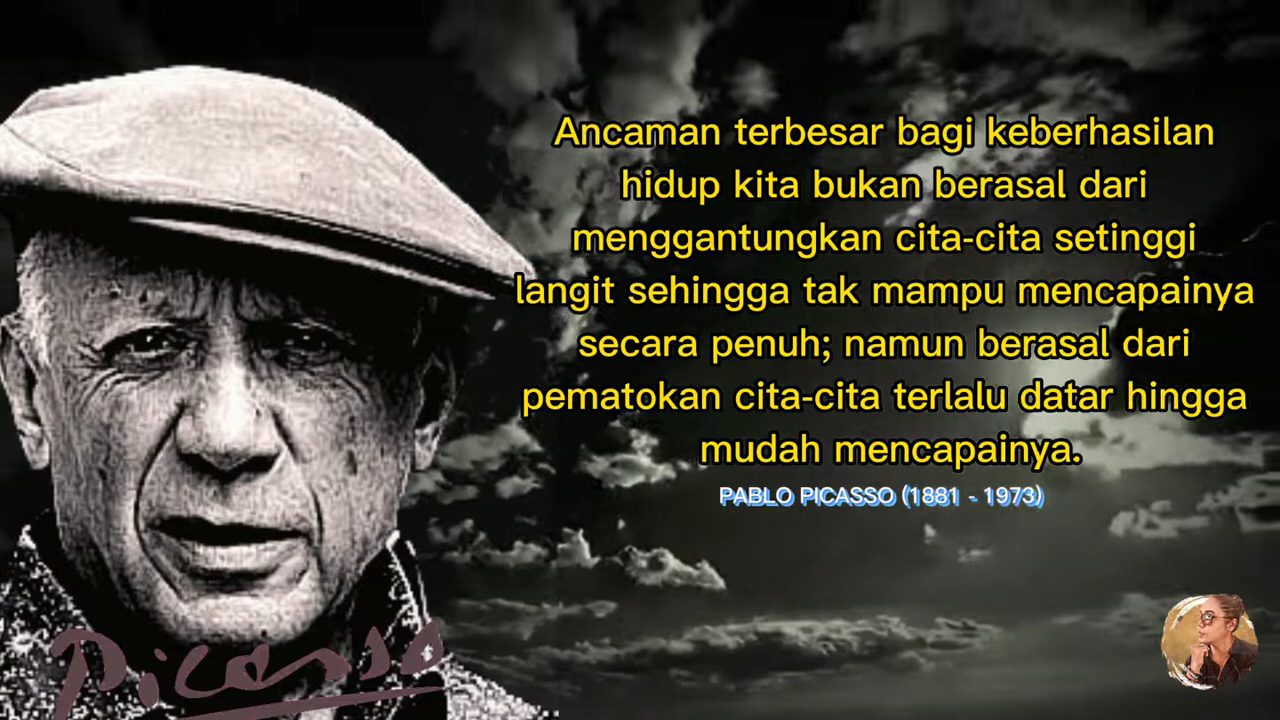 Ancaman terbesar bagi keberhasilan
hidup kita bukan berasal dari
menggantungkan cita-cita setinggi
langit sehingga tak mampu mencapainya
secara penuh; namun berasal dari
pematokan cita-cita terlalu datar hingga
mudah mencapainya.
PABLO PICASSO (1881 - 1973)
Picasso